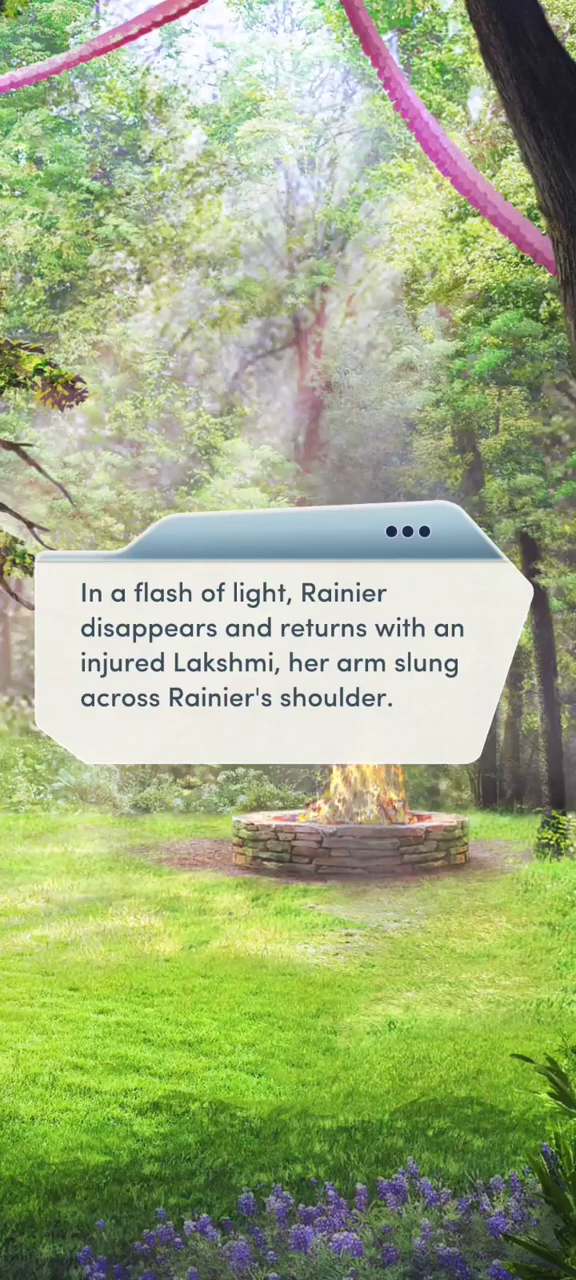 In a flash of light, Rainier
disappears and returns with an
injured Lakshmi, her arm slung
across Rainier's shoulder.